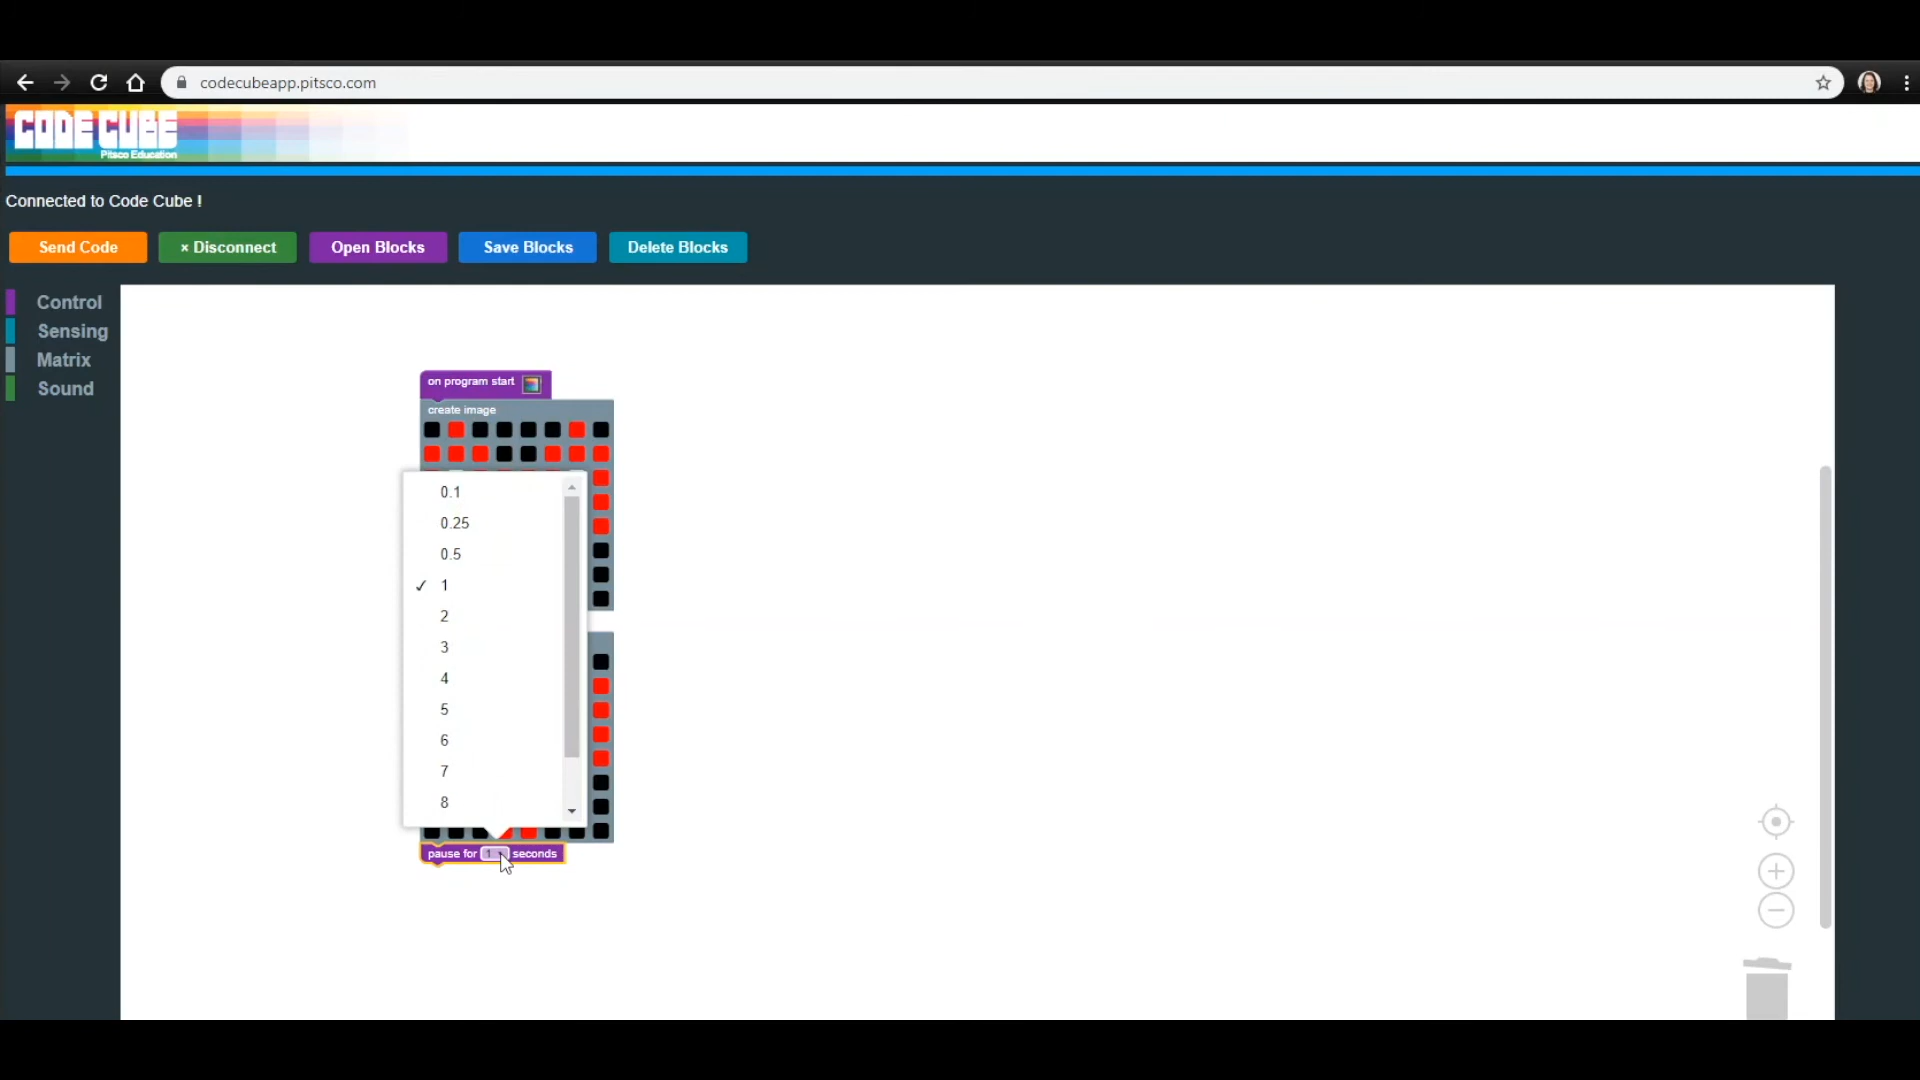 codecubeapp.pitsco.com
CODE CUBE
Pitsco Education
Connected to Code Cube !
Send Code
× Disconnect
Open Blocks
Save Blocks
Delete Blocks
Control
Sensing
Matrix
Sound
on program start
create image
0.1
0.25
0.5
✓ 1
2
3
4
5
6
7
8
pause for 1 seconds